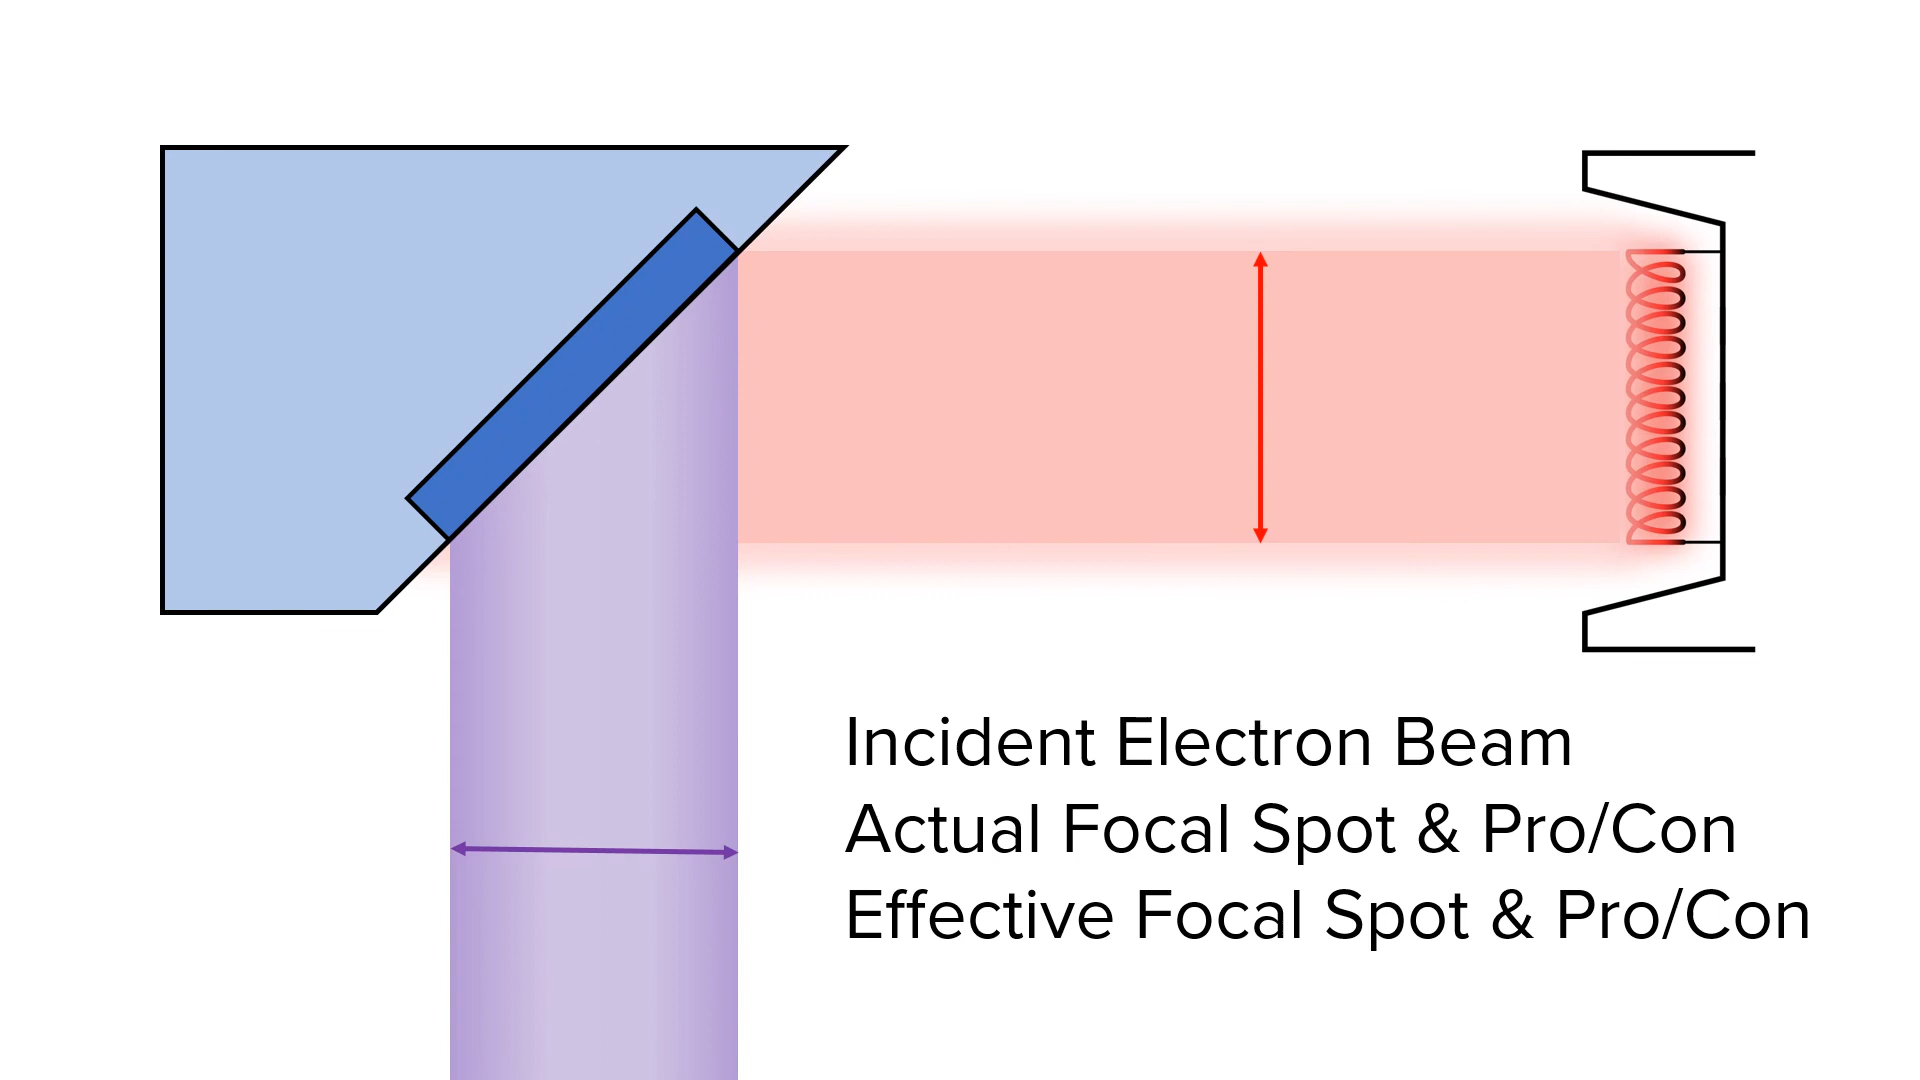 Incident Electron Beam
Actual Focal Spot & Pro/Con
Effective Focal Spot & Pro/Con